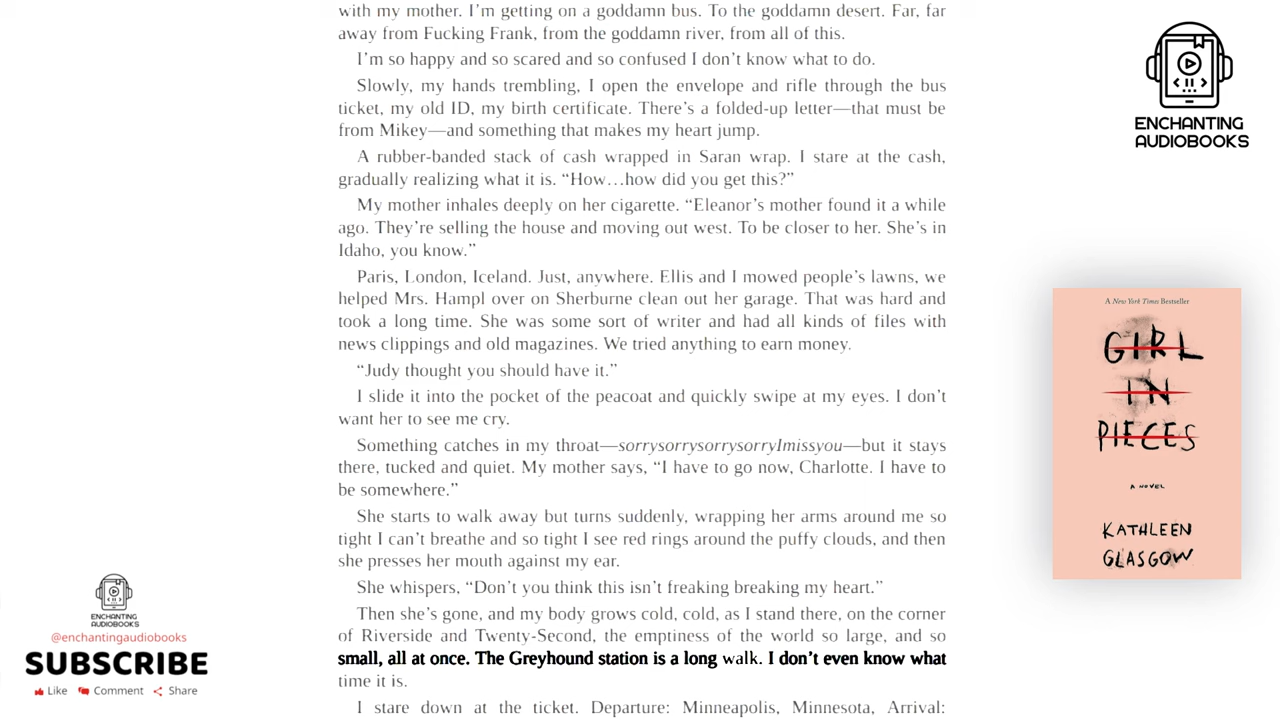 with my mother. I'm getting on a goddamn bus. To the goddamn desert. Far, far
away from Fucking Frank, from the goddamn river, from all of this.
I'm so happy and so scared and so confused I don't know what to do.
Slowly, my hands trembling, I open the envelope and rifle through the bus
ticket, my old ID, my birth certificate. There's a folded-up letter—that must be
from Mikey—and something that makes my heart jump.
A rubber-banded stack of cash wrapped in Saran wrap. I stare at the cash,
gradually realizing what it is. “How…how did you get this?”
My mother inhales deeply on her cigarette. “Eleanor's mother found it a while
ago. They're selling the house and moving out west. To be closer to her. She's in
Idaho, you know.”
Paris, London, Iceland. Just, anywhere. Ellis and I mowed people's lawns, we
helped Mrs. Hampl over on Sherburne clean out her garage. That was hard and
took a long time. She was some sort of writer and had all kinds of files with
news clippings and old magazines. We tried anything to earn money.
“Judy thought you should have it.”
I slide it into the pocket of the peacoat and quickly swipe at my eyes. I don't
want her to see me cry.
Something catches in my throat—sorrysorrysorrysorryImissyou—but it stays
there, tucked and quiet. My mother says, “I have to go now, Charlotte. I have to
be somewhere.”
She starts to walk away but turns suddenly, wrapping her arms around me so
tight I can't breathe and so tight I see red rings around the puffy clouds, and then
she presses her mouth against my ear.
She whispers, “Don't you think this isn't freaking breaking my heart.”
Then she's gone, and my body grows cold, cold, as I stand there, on the corner
of Riverside and Twenty-Second, the emptiness of the world so large, and so
small, all at once. The Greyhound station is a long walk. I don't even know what
time it is.
I stare down at the ticket. Departure: Minneapolis, Minnesota, Arrival:
ENCHANTING
AUDIOBOOKS
A New York Times Bestseller
GIRL
IN
PIECES
A NOVEL
KATHLEEN
GLASGOW
ENCHANTING
AUDIOBOOKS
@enchantingaudiobooks
SUBSCRIBE
Like Comment Share